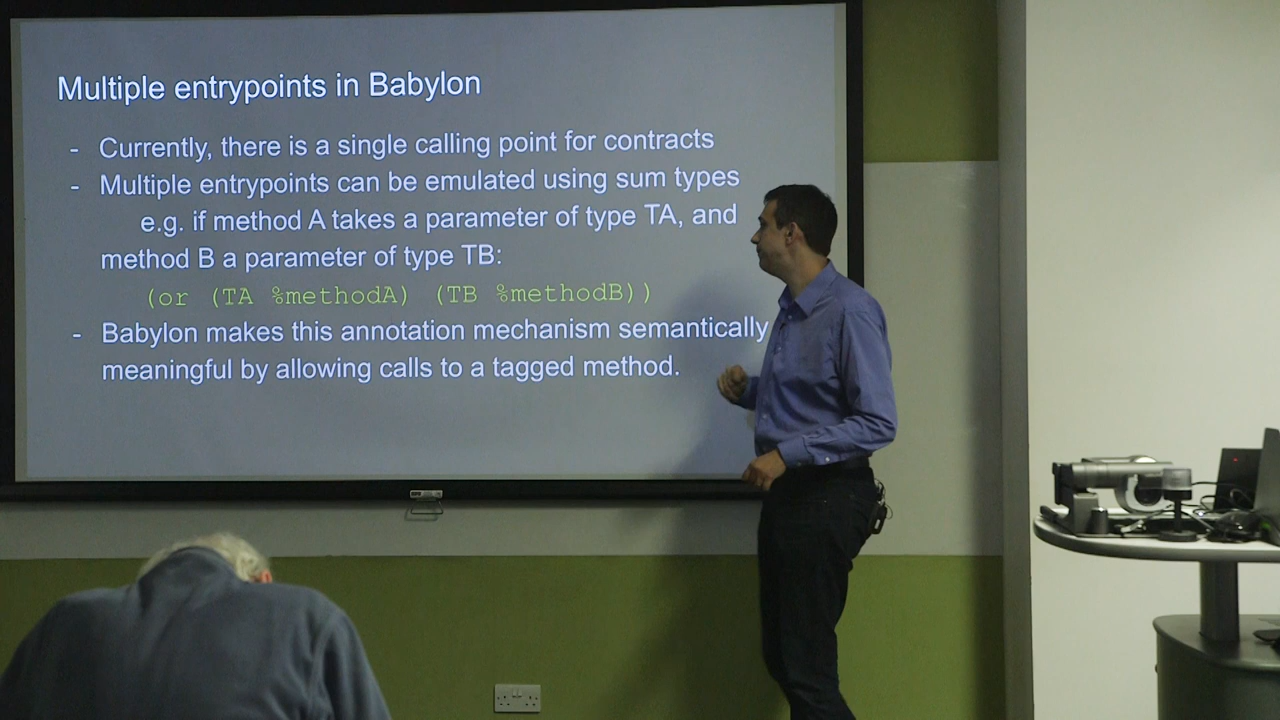 Multiple entrypoints in Babylon
- Currently, there is a single calling point for contracts
- Multiple entrypoints can be emulated using sum types
e.g. if method A takes a parameter of type TA, and
method B a parameter of type TB:
(or (TA %methodA) (TB %methodB))
- Babylon makes this annotation mechanism semantically
meaningful by allowing calls to a tagged method.